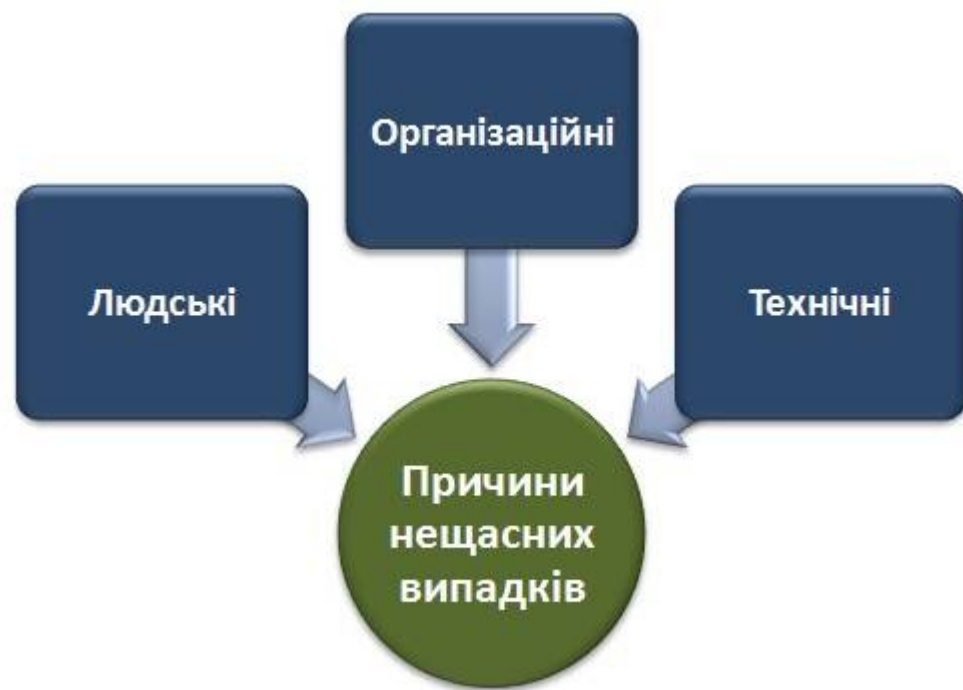 Організаційні
Людські
Технічні
Причини
нещасних
випадків